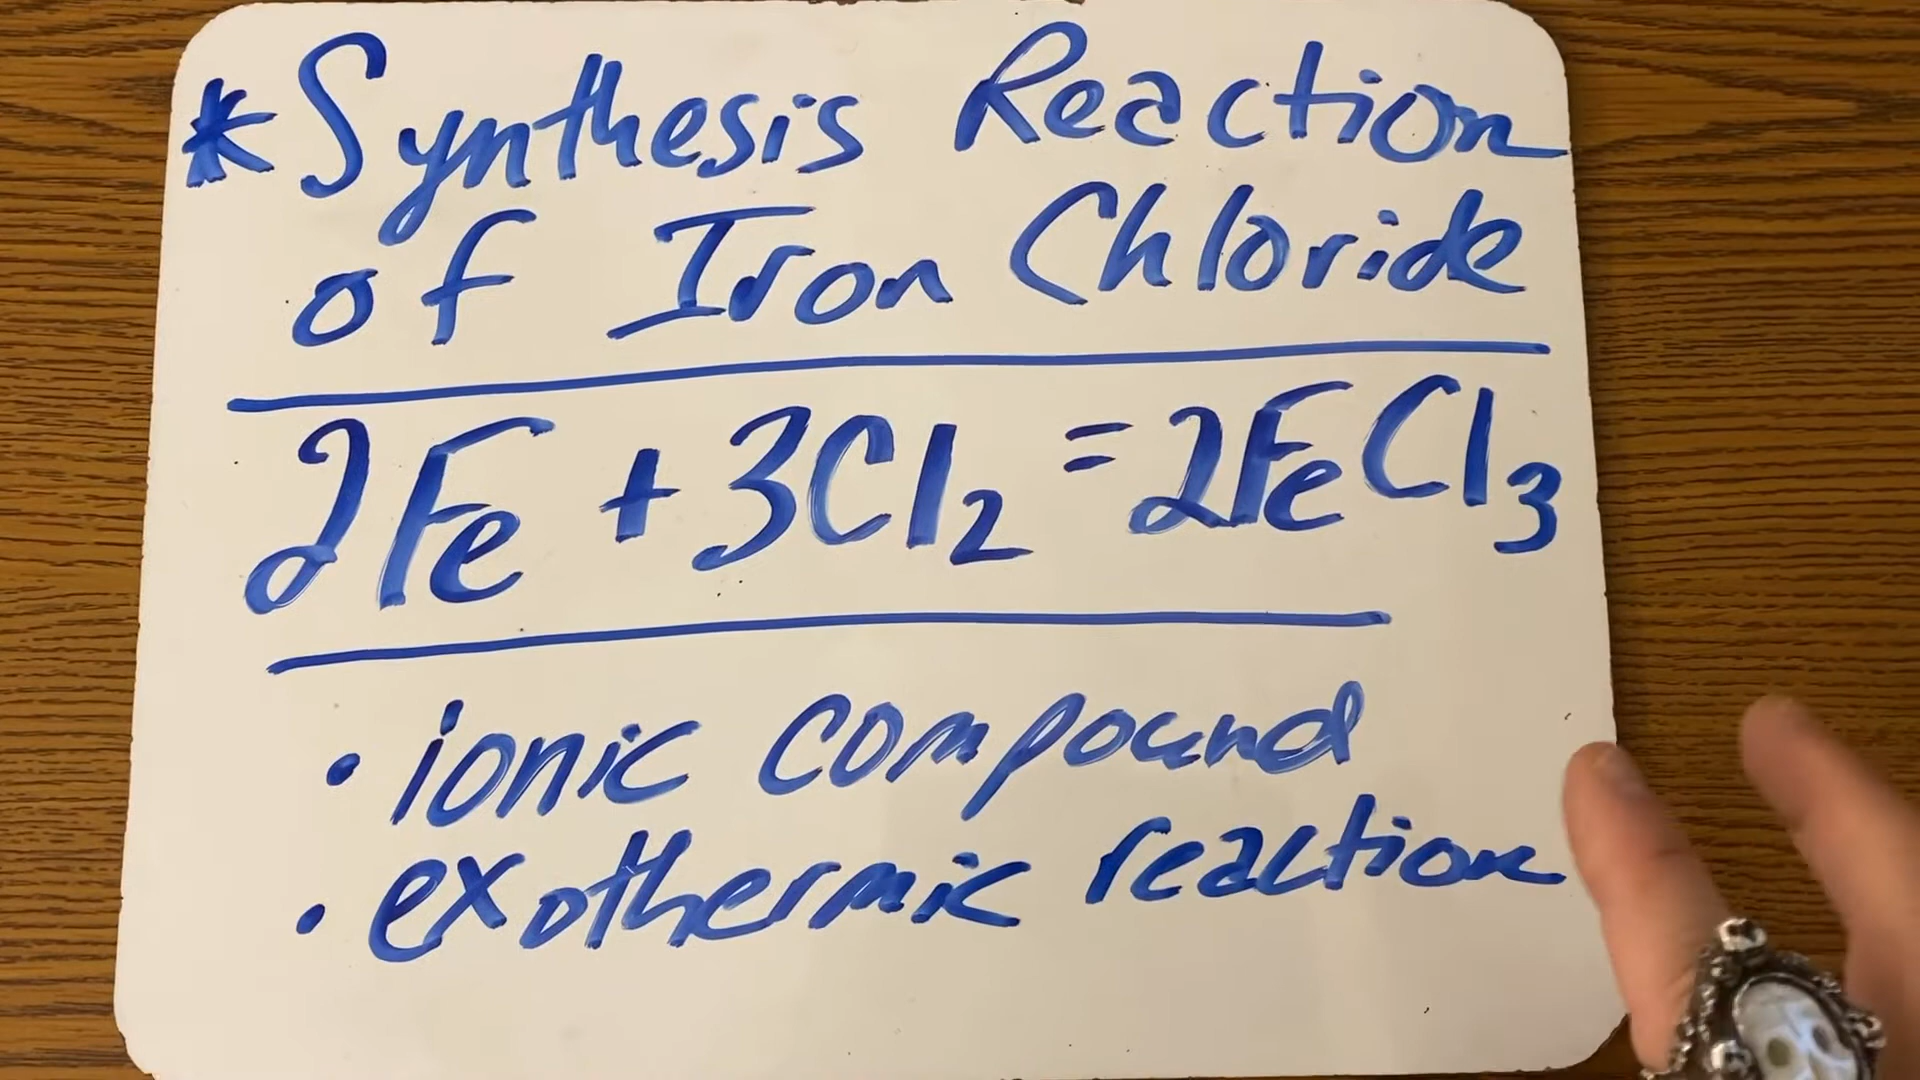 *Synthesis Reaction
of Iron Chloride
2Fe + 3Cl₂ = 2FeCl₃
• ionic compound
• exothermic reaction